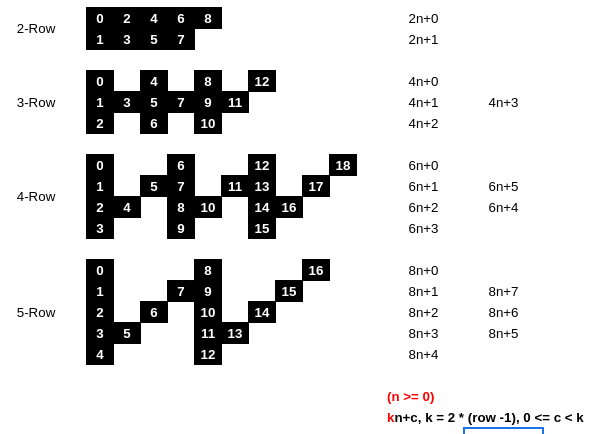 0 2 4 6 8 2n+0
2-Row
1 3 5 7 2n+1
0 4 8 12 4n+0
3-Row 1 3 5 7 9 11 4n+1 4n+3
2 6 10 4n+2
0 6 12 18 6n+0
1 5 7 11 13 17 6n+1 6n+5
4-Row
2 4 8 10 14 16 6n+2 6n+4
3 9 15 6n+3
0 8 16 8n+0
1 7 9 15 8n+1 8n+7
5-Row 2 6 10 14 8n+2 8n+6
3 5 11 13 8n+3 8n+5
4 12 8n+4
(n >= 0)
kn+c, k = 2 * (row -1), 0 <= c < k